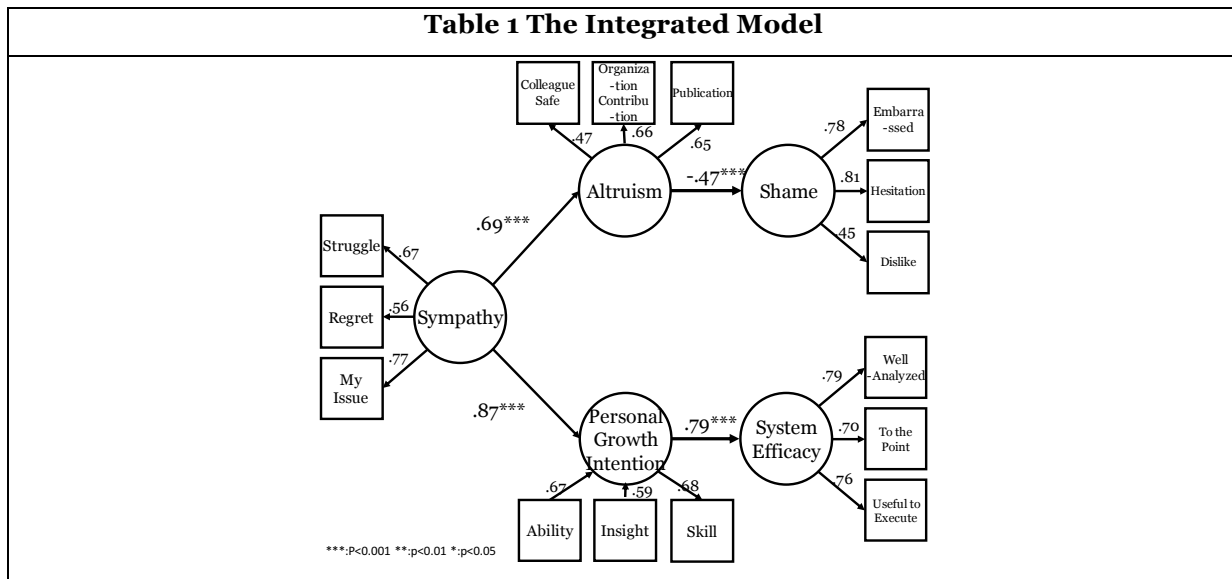 Table 1 The Integrated Model
Colleague
Safe
Organiza
-tion
Contribu
-tion
Publication
.47
.66
.65
Altruism
-.47***
Shame
.78
.81
.45
Embarra
-ssed
Hesitation
Dislike
.69***
Struggle
Regret
My
Issue
.67
.56
.77
Sympathy
.87***
Personal
Growth
Intention
.79***
System
Efficacy
.79
.70
.76
Well
-Analyzed
To the
Point
Useful to
Execute
.67
.59
.68
Ability
Insight
Skill
***:P<0.001 **:p<0.01 *:p<0.05